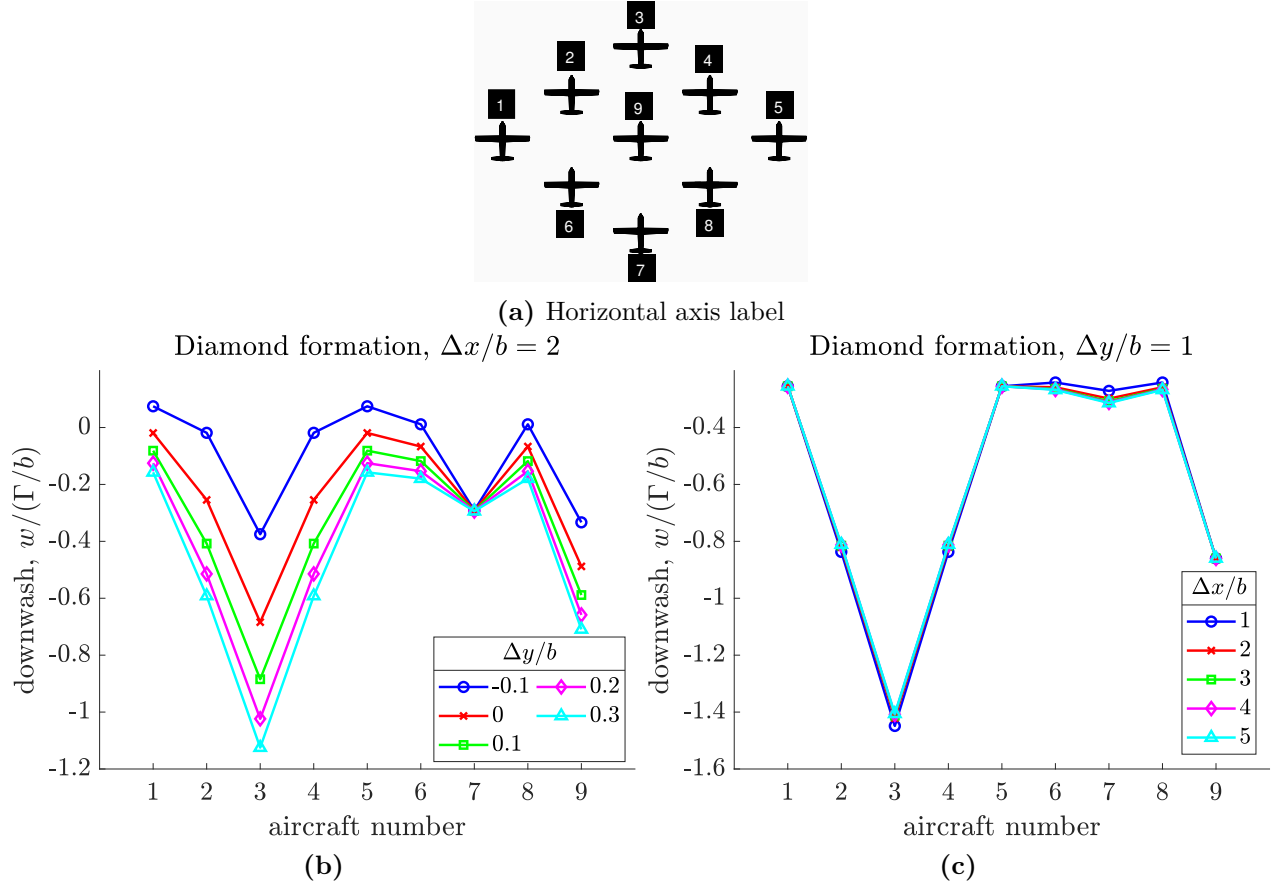 3
2
4
1
9
5
6
8
7
(a) Horizontal axis label
Diamond formation, Δx/b = 2
0
-0.2
-0.4
-0.6
-0.8
-1
-1.2
downwash, w/(Γ/b)
Δy/b
-0.1 0.2
0 0.3
0.1
1 2 3 4 5 6 7 8 9
aircraft number
(b)
Diamond formation, Δy/b = 1
-0.4
-0.6
-0.8
-1
-1.2
-1.4
-1.6
downwash, w/(Γ/b)
Δx/b
1
2
3
4
5
1 2 3 4 5 6 7 8 9
aircraft number
(c)